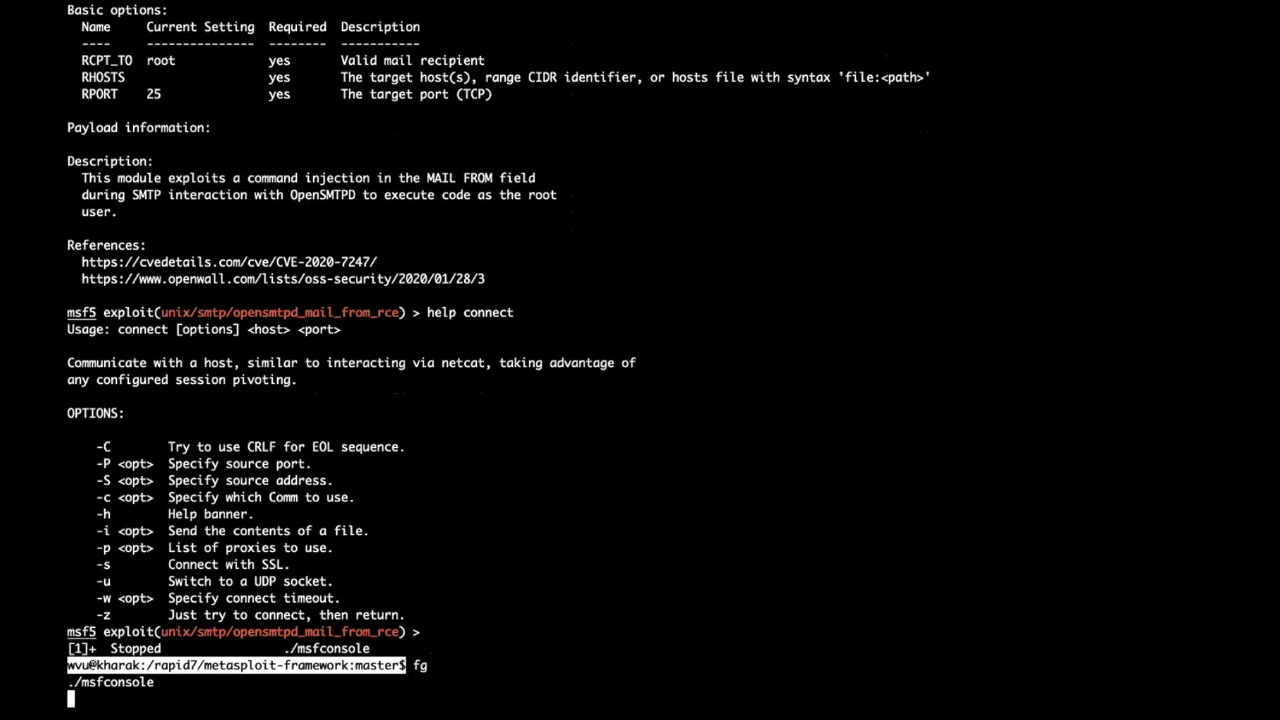 Basic options:
  Name     Current Setting  Required  Description
  ----     ---------------  --------  -----------
  RCPT_TO  root             yes       Valid mail recipient
  RHOSTS                    yes       The target host(s), range CIDR identifier, or hosts file with syntax 'file:<path>'
  RPORT    25               yes       The target port (TCP)
Payload information:
Description:
  This module exploits a command injection in the MAIL FROM field
  during SMTP interaction with OpenSMTPD to execute code as the root
  user.
References:
  https://cvedetails.com/cve/CVE-2020-7247/
  https://www.openwall.com/lists/oss-security/2020/01/28/3
msf5 exploit(unix/smtp/opensmtpd_mail_from_rce) > help connect
Usage: connect [options] <host> <port>
Communicate with a host, similar to interacting via netcat, taking advantage of
any configured session pivoting.
OPTIONS:
    -C        Try to use CRLF for EOL sequence.
    -P <opt>  Specify source port.
    -S <opt>  Specify source address.
    -c <opt>  Specify which Comm to use.
    -h        Help banner.
    -i <opt>  Send the contents of a file.
    -p <opt>  List of proxies to use.
    -s        Connect with SSL.
    -u        Switch to a UDP socket.
    -w <opt>  Specify connect timeout.
    -z        Just try to connect, then return.
msf5 exploit(unix/smtp/opensmtpd_mail_from_rce) >
[1]+  Stopped                 ./msfconsole
wvu@kharak:/rapid7/metasploit-framework:master$ fg
./msfconsole